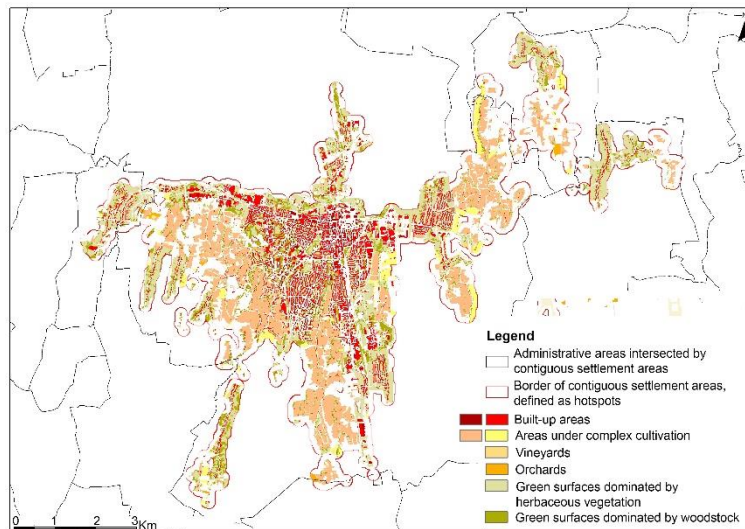 Legend
Administrative areas intersected by
contiguous settlement areas
Border of contiguous settlement areas,
defined as hotspots
Built-up areas
Areas under complex cultivation
Vineyards
Orchards
Green surfaces dominated by
herbaceous vegetation
Green surfaces dominated by woodstock
0 1 2 3 Km